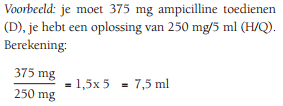 Voorbeeld: je moet 375 mg ampicilline toedienen
(D), je hebt een oplossing van 250 mg/5 ml (H/Q).
Berekening:
375 mg
250 mg = 1,5x 5 = 7,5 ml